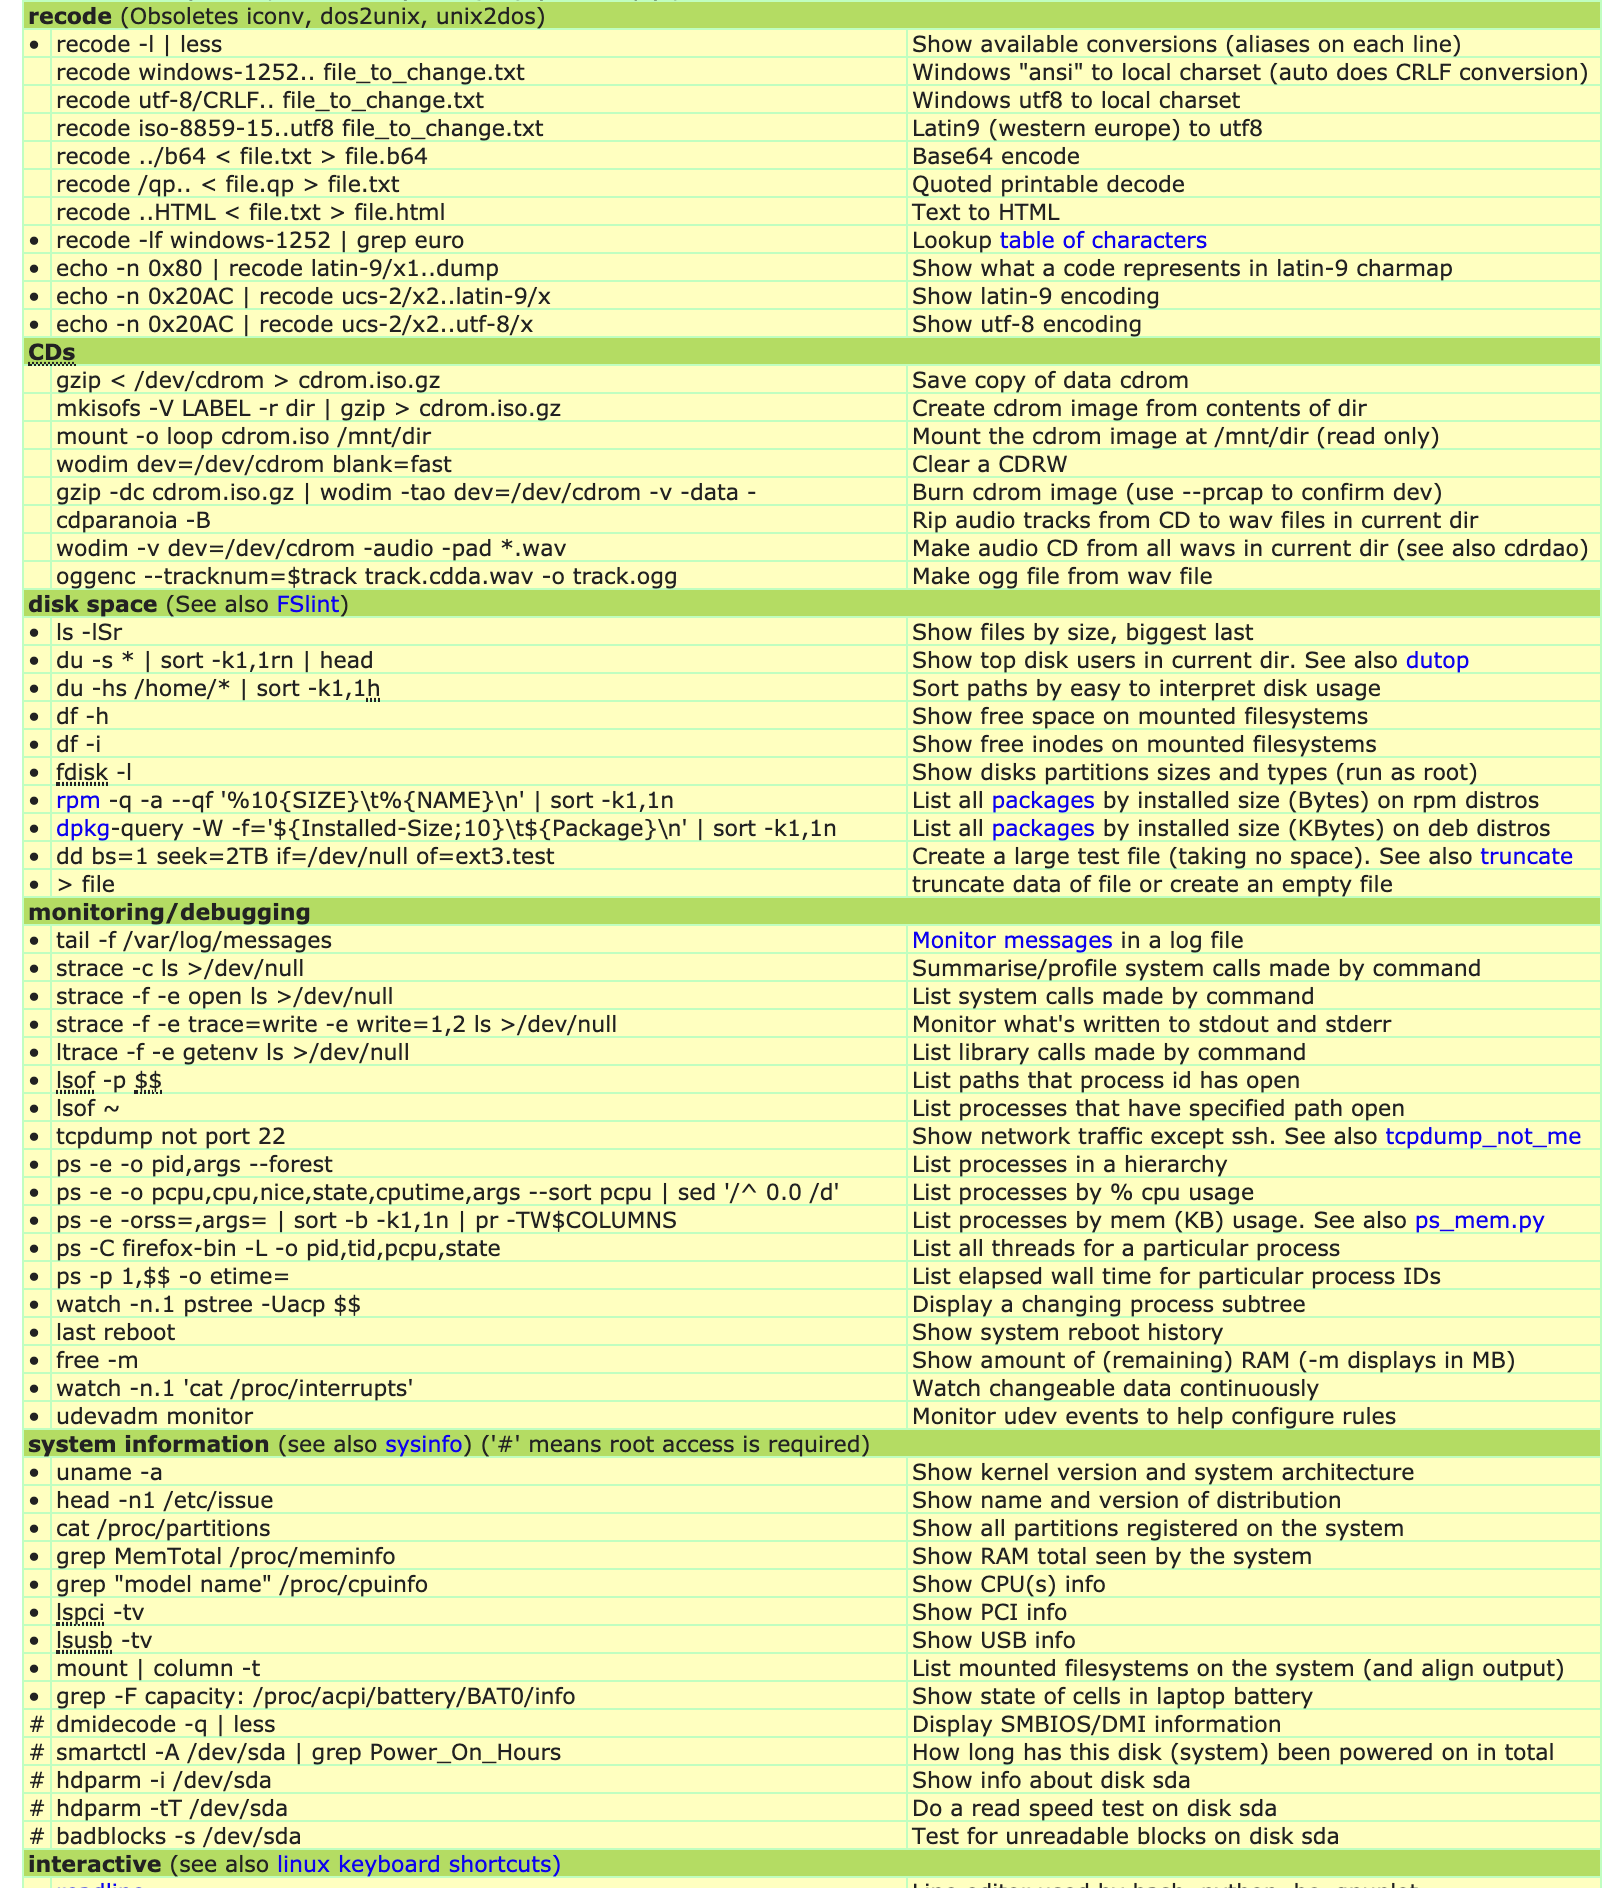 recode (Obsoletes iconv, dos2unix, unix2dos)
• recode -l | less Show available conversions (aliases on each line)
recode windows-1252.. file_to_change.txt Windows "ansi" to local charset (auto does CRLF conversion)
recode utf-8/CRLF.. file_to_change.txt Windows utf8 to local charset
recode iso-8859-15..utf8 file_to_change.txt Latin9 (western europe) to utf8
recode ../b64 < file.txt > file.b64 Base64 encode
recode /qp.. < file.qp > file.txt Quoted printable decode
recode ..HTML < file.txt > file.html Text to HTML
• recode -lf windows-1252 | grep euro Lookup table of characters
• echo -n 0x80 | recode latin-9/x1..dump Show what a code represents in latin-9 charmap
• echo -n 0x20AC | recode ucs-2/x2..latin-9/x Show latin-9 encoding
• echo -n 0x20AC | recode ucs-2/x2..utf-8/x Show utf-8 encoding
CDs
gzip < /dev/cdrom > cdrom.iso.gz Save copy of data cdrom
mkisofs -V LABEL -r dir | gzip > cdrom.iso.gz Create cdrom image from contents of dir
mount -o loop cdrom.iso /mnt/dir Mount the cdrom image at /mnt/dir (read only)
wodim dev=/dev/cdrom blank=fast Clear a CDRW
gzip -dc cdrom.iso.gz | wodim -tao dev=/dev/cdrom -v -data - Burn cdrom image (use --prcap to confirm dev)
cdparanoia -B Rip audio tracks from CD to wav files in current dir
wodim -v dev=/dev/cdrom -audio -pad *.wav Make audio CD from all wavs in current dir (see also cdrdao)
oggenc --tracknum=$track track.cdda.wav -o track.ogg Make ogg file from wav file
disk space (See also FSlint)
• ls -lSr Show files by size, biggest last
• du -s * | sort -k1,1rn | head Show top disk users in current dir. See also dutop
• du -hs /home/* | sort -k1,1h Sort paths by easy to interpret disk usage
• df -h Show free space on mounted filesystems
• df -i Show free inodes on mounted filesystems
• fdisk -l Show disks partitions sizes and types (run as root)
• rpm -q -a --qf '%10{SIZE}\t%{NAME}\n' | sort -k1,1n List all packages by installed size (Bytes) on rpm distros
• dpkg-query -W -f='${Installed-Size;10}\t${Package}\n' | sort -k1,1n List all packages by installed size (KBytes) on deb distros
• dd bs=1 seek=2TB if=/dev/null of=ext3.test Create a large test file (taking no space). See also truncate
• > file truncate data of file or create an empty file
monitoring/debugging
• tail -f /var/log/messages Monitor messages in a log file
• strace -c ls >/dev/null Summarise/profile system calls made by command
• strace -f -e open ls >/dev/null List system calls made by command
• strace -f -e trace=write -e write=1,2 ls >/dev/null Monitor what's written to stdout and stderr
• ltrace -f -e getenv ls >/dev/null List library calls made by command
• lsof -p $$ List paths that process id has open
• lsof ~ List processes that have specified path open
• tcpdump not port 22 Show network traffic except ssh. See also tcpdump_not_me
• ps -e -o pid,args --forest List processes in a hierarchy
• ps -e -o pcpu,cpu,nice,state,cputime,args --sort pcpu | sed '/^ 0.0 /d' List processes by % cpu usage
• ps -e -orss=,args= | sort -b -k1,1n | pr -TW$COLUMNS List processes by mem (KB) usage. See also ps_mem.py
• ps -C firefox-bin -L -o pid,tid,pcpu,state List all threads for a particular process
• ps -p 1,$$ -o etime= List elapsed wall time for particular process IDs
• watch -n.1 pstree -Uacp $$ Display a changing process subtree
• last reboot Show system reboot history
• free -m Show amount of (remaining) RAM (-m displays in MB)
• watch -n.1 'cat /proc/interrupts' Watch changeable data continuously
• udevadm monitor Monitor udev events to help configure rules
system information (see also sysinfo) ('#' means root access is required)
• uname -a Show kernel version and system architecture
• head -n1 /etc/issue Show name and version of distribution
• cat /proc/partitions Show all partitions registered on the system
• grep MemTotal /proc/meminfo Show RAM total seen by the system
• grep "model name" /proc/cpuinfo Show CPU(s) info
• lspci -tv Show PCI info
• lsusb -tv Show USB info
• mount | column -t List mounted filesystems on the system (and align output)
• grep -F capacity: /proc/acpi/battery/BAT0/info Show state of cells in laptop battery
# dmidecode -q | less Display SMBIOS/DMI information
# smartctl -A /dev/sda | grep Power_On_Hours How long has this disk (system) been powered on in total
# hdparm -i /dev/sda Show info about disk sda
# hdparm -tT /dev/sda Do a read speed test on disk sda
# badblocks -s /dev/sda Test for unreadable blocks on disk sda
interactive (see also linux keyboard shortcuts)